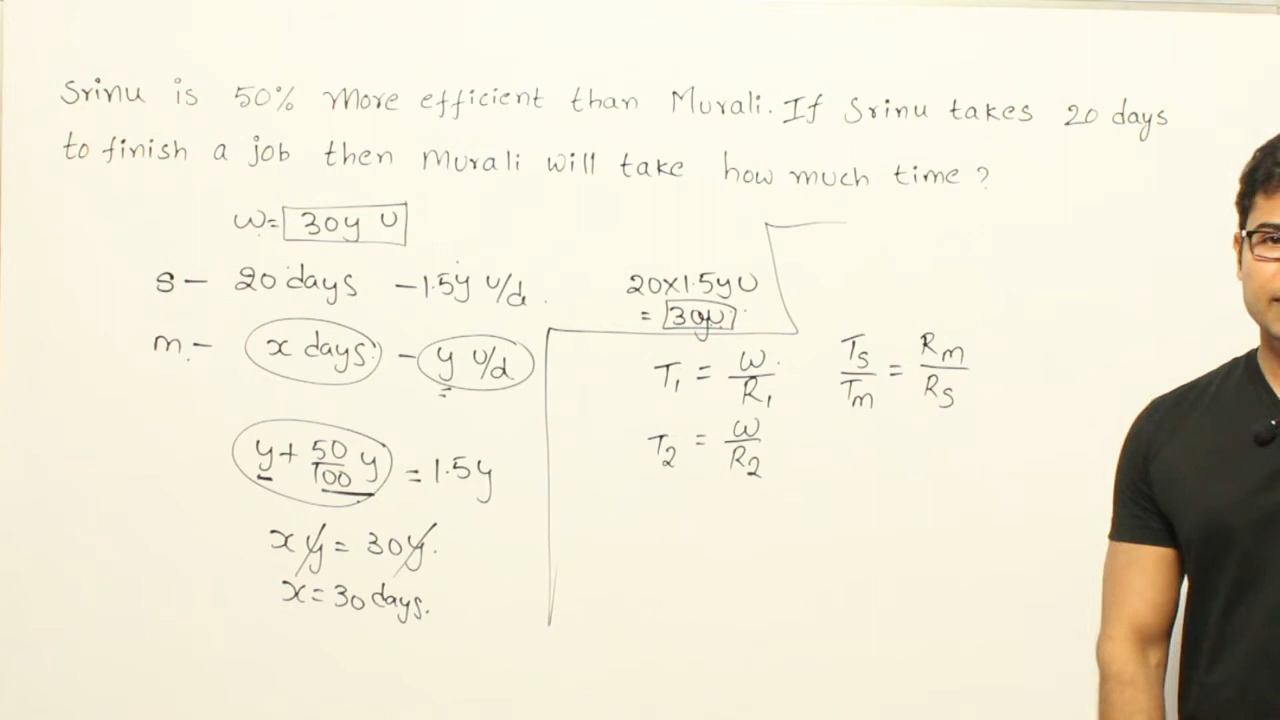 Srinu is 50% more efficient than Murali. If Srinu takes 20 days
to finish a job then Murali will take how much time?
W= 30y U
S - 20 days - 1.5y U/d.
m. - x days - y U/d
y + 50/100 y = 1.5y
xy = 30y.
x = 30 days.
20x1.5yU
= 30yU.
T1 = W/R1
T2 = W/R2
Ts/Tm = Rm/Rs